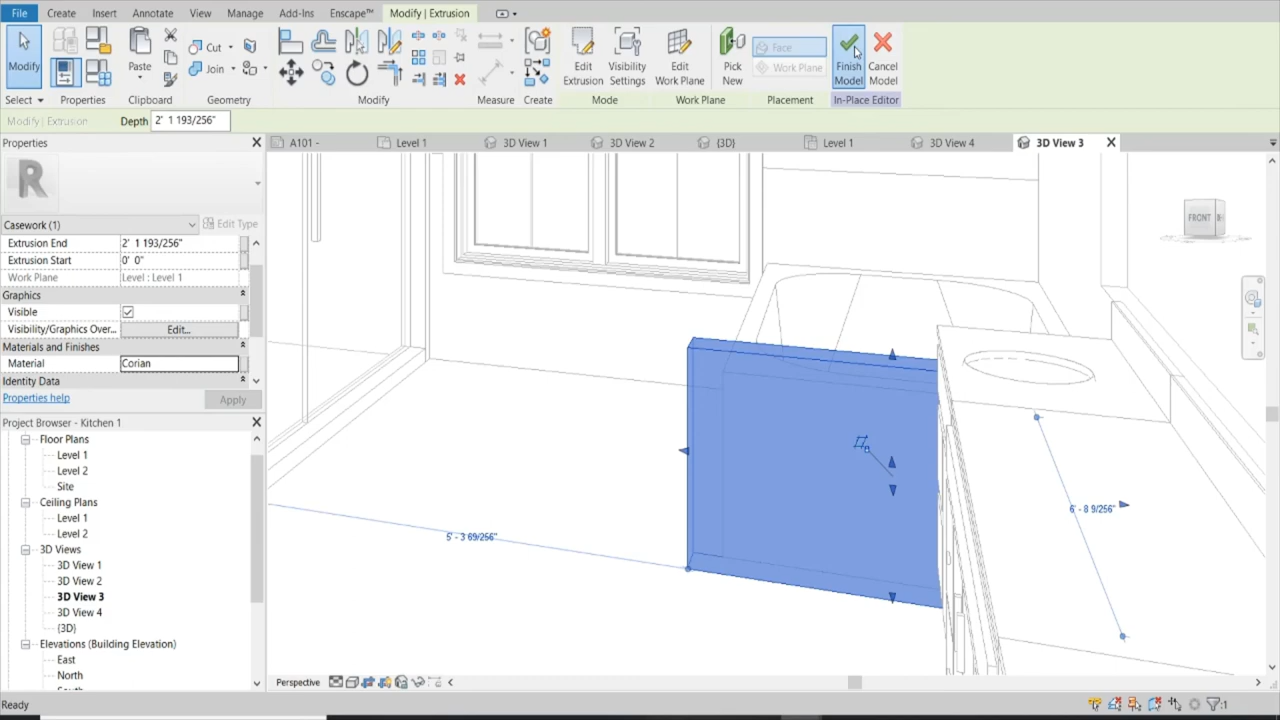 File Create Insert Annotate View Manage Add-Ins Enscape™ Modify | Extrusion
Modify
Select
Properties
Paste
Clipboard
Cut
Join
Geometry
Modify
Measure
Create
Edit
Extrusion
Visibility
Settings
Mode
Edit
Work Plane
Work Plane
Pick
New
Face
Work Plane
Placement
Finish
Model
Cancel
Model
In-Place Editor
Modify | Extrusion Depth 2' 1 193/256"
Properties
A101 - Level 1 3D View 1 3D View 2 {3D} Level 1 3D View 4 3D View 3
R
Casework (1) Edit Type
Extrusion End 2' 1 193/256"
Extrusion Start 0' 0"
Work Plane Level : Level 1
Graphics
Visible
Visibility/Graphics Over... Edit...
Materials and Finishes
Material Corian
Identity Data
Properties help Apply
Project Browser - Kitchen 1
Floor Plans
Level 1
Level 2
Site
Ceiling Plans
Level 1
Level 2
3D Views
3D View 1
3D View 2
3D View 3
3D View 4
{3D}
Elevations (Building Elevation)
East
North
FRONT
6' - 8 9/256"
5' - 3 69/256"
Perspective
Ready
:1